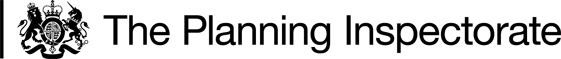 The Planning Inspectorate